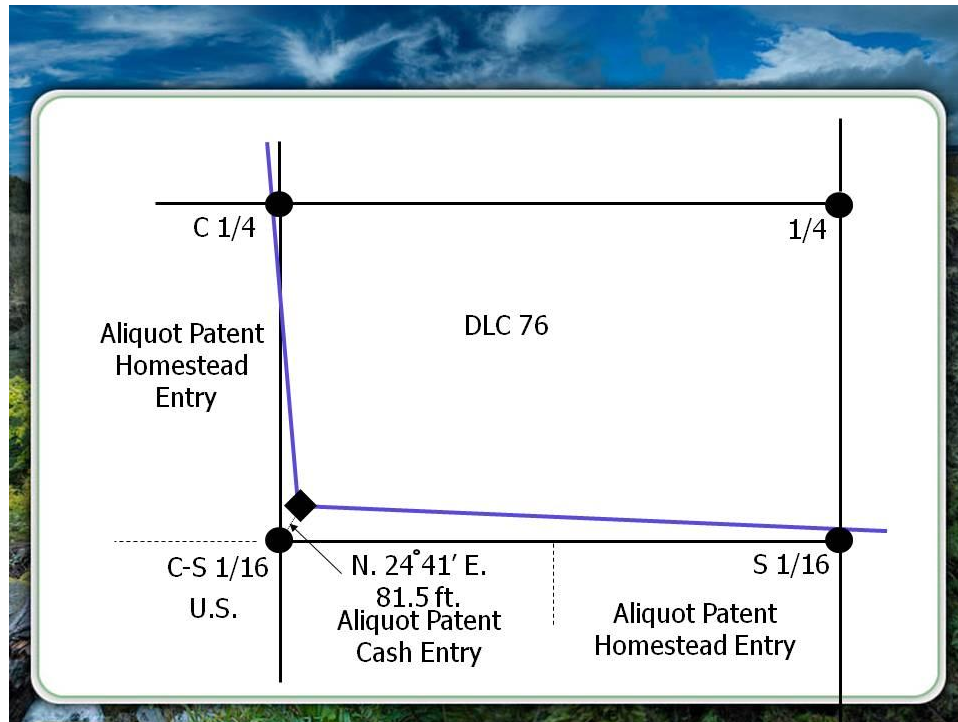 C 1/4
1/4
DLC 76
Aliquot Patent
Homestead
Entry
C-S 1/16
U.S.
N. 24°41′ E.
81.5 ft.
Aliquot Patent
Cash Entry
S 1/16
Aliquot Patent
Homestead Entry